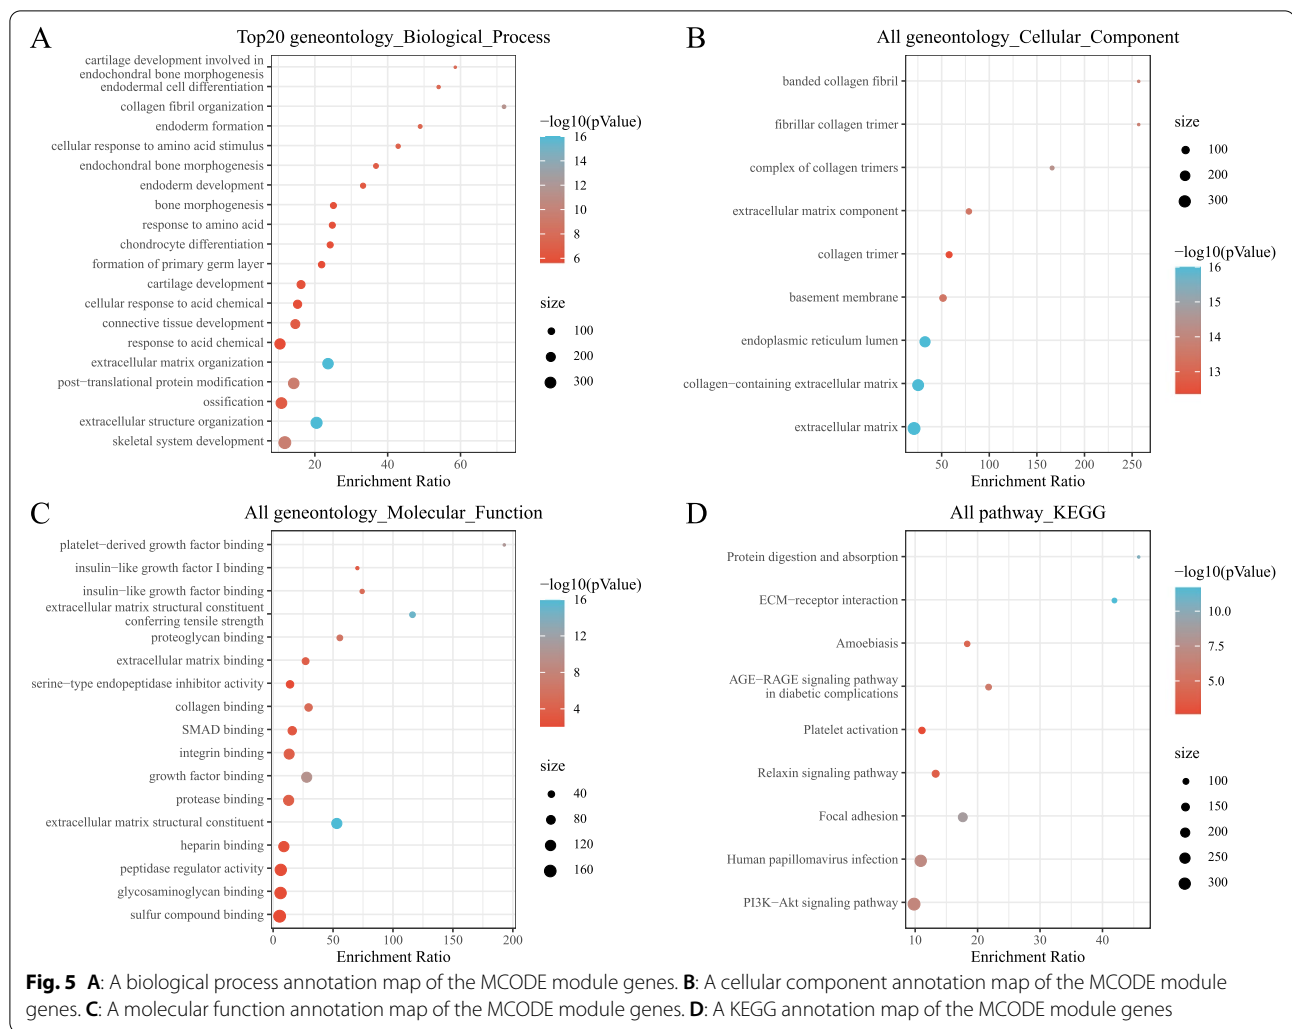 A
Top20 geneontology_Biological_Process
cartilage development involved in
endochondral bone morphogenesis
endodermal cell differentiation
collagen fibril organization
endoderm formation
cellular response to amino acid stimulus
endochondral bone morphogenesis
endoderm development
bone morphogenesis
response to amino acid
chondrocyte differentiation
formation of primary germ layer
cartilage development
cellular response to acid chemical
connective tissue development
response to acid chemical
extracellular matrix organization
post−translational protein modification
ossification
extracellular structure organization
skeletal system development
20 40 60
Enrichment Ratio
−log10(pValue)
16
14
12
10
8
6
size
100
200
300
B
All geneontology_Cellular_Component
banded collagen fibril
fibrillar collagen trimer
complex of collagen trimers
extracellular matrix component
collagen trimer
basement membrane
endoplasmic reticulum lumen
collagen−containing extracellular matrix
extracellular matrix
50 100 150 200 250
Enrichment Ratio
size
100
200
300
−log10(pValue)
16
15
14
13
C
All geneontology_Molecular_Function
platelet−derived growth factor binding
insulin−like growth factor I binding
insulin−like growth factor binding
extracellular matrix structural constituent
conferring tensile strength
proteoglycan binding
extracellular matrix binding
serine−type endopeptidase inhibitor activity
collagen binding
SMAD binding
integrin binding
growth factor binding
protease binding
extracellular matrix structural constituent
heparin binding
peptidase regulator activity
glycosaminoglycan binding
sulfur compound binding
0 50 100 150 200
Enrichment Ratio
−log10(pValue)
16
12
8
4
size
40
80
120
160
D
All pathway_KEGG
Protein digestion and absorption
ECM−receptor interaction
Amoebiasis
AGE−RAGE signaling pathway
in diabetic complications
Platelet activation
Relaxin signaling pathway
Focal adhesion
Human papillomavirus infection
PI3K−Akt signaling pathway
10 20 30 40
Enrichment Ratio
−log10(pValue)
10.0
7.5
5.0
size
100
150
200
250
300
Fig. 5 A: A biological process annotation map of the MCODE module genes. B: A cellular component annotation map of the MCODE module
genes. C: A molecular function annotation map of the MCODE module genes. D: A KEGG annotation map of the MCODE module genes